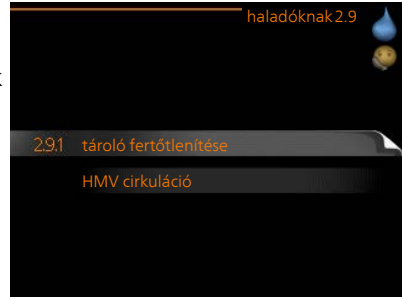 haladóknak 2.9
2.9.1 tároló fertőtlenítése
HMV cirkuláció